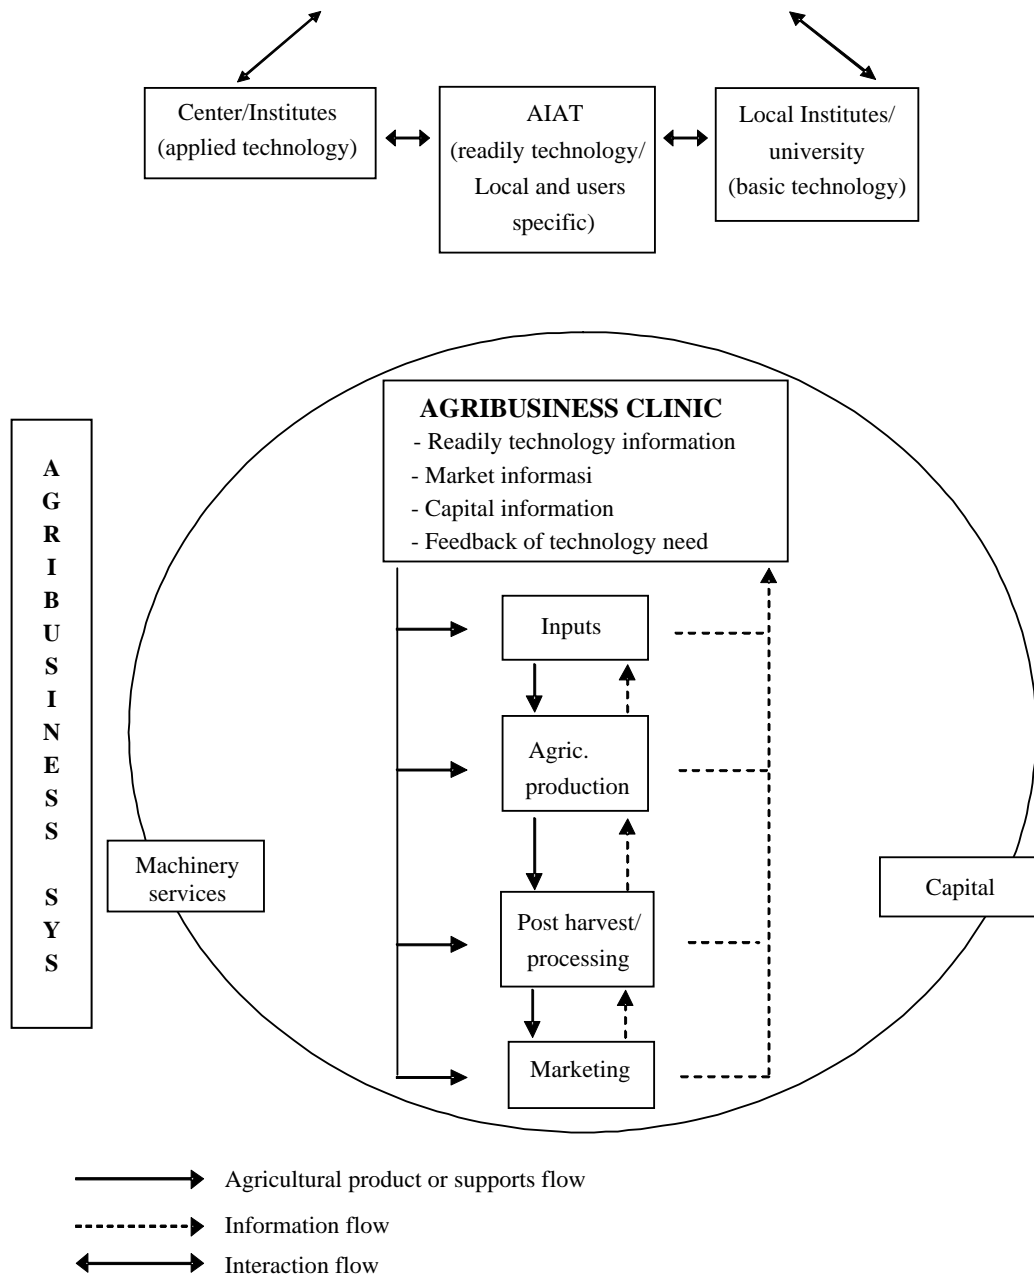 Center/Institutes
(applied technology)
AIAT
(readily technology/
Local and users
specific)
Local Institutes/
university
(basic technology)
AGRIBUSINESS SYS
AGRIBUSINESS CLINIC
- Readily technology information
- Market informasi
- Capital information
- Feedback of technology need
Inputs
Agric.
production
Machinery
services
Capital
Post harvest/
processing
Marketing
Agricultural product or supports flow
Information flow
Interaction flow